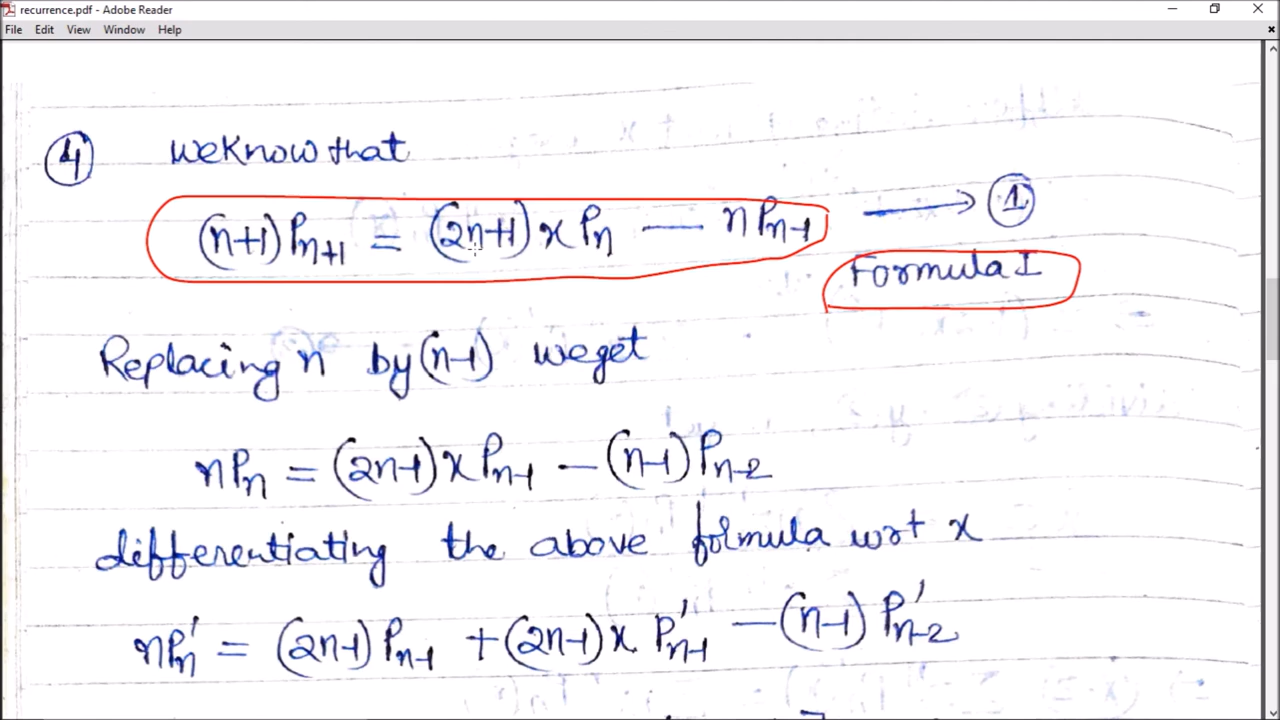 recurrence.pdf - Adobe Reader
File Edit View Window Help
④ we know that
(n+1)Pₙ₊₁ = (2n+1) x Pₙ — n Pₙ₋₁ → ①
Formula I
Replacing n by (n-1) we get
nPₙ = (2n-1) x Pₙ₋₁ - (n-1) Pₙ₋₂
differentiating the above formula wrt x
nPₙ' = (2n-1) Pₙ₋₁ + (2n-1) x P'ₙ₋₁ - (n-1) P'ₙ₋₂